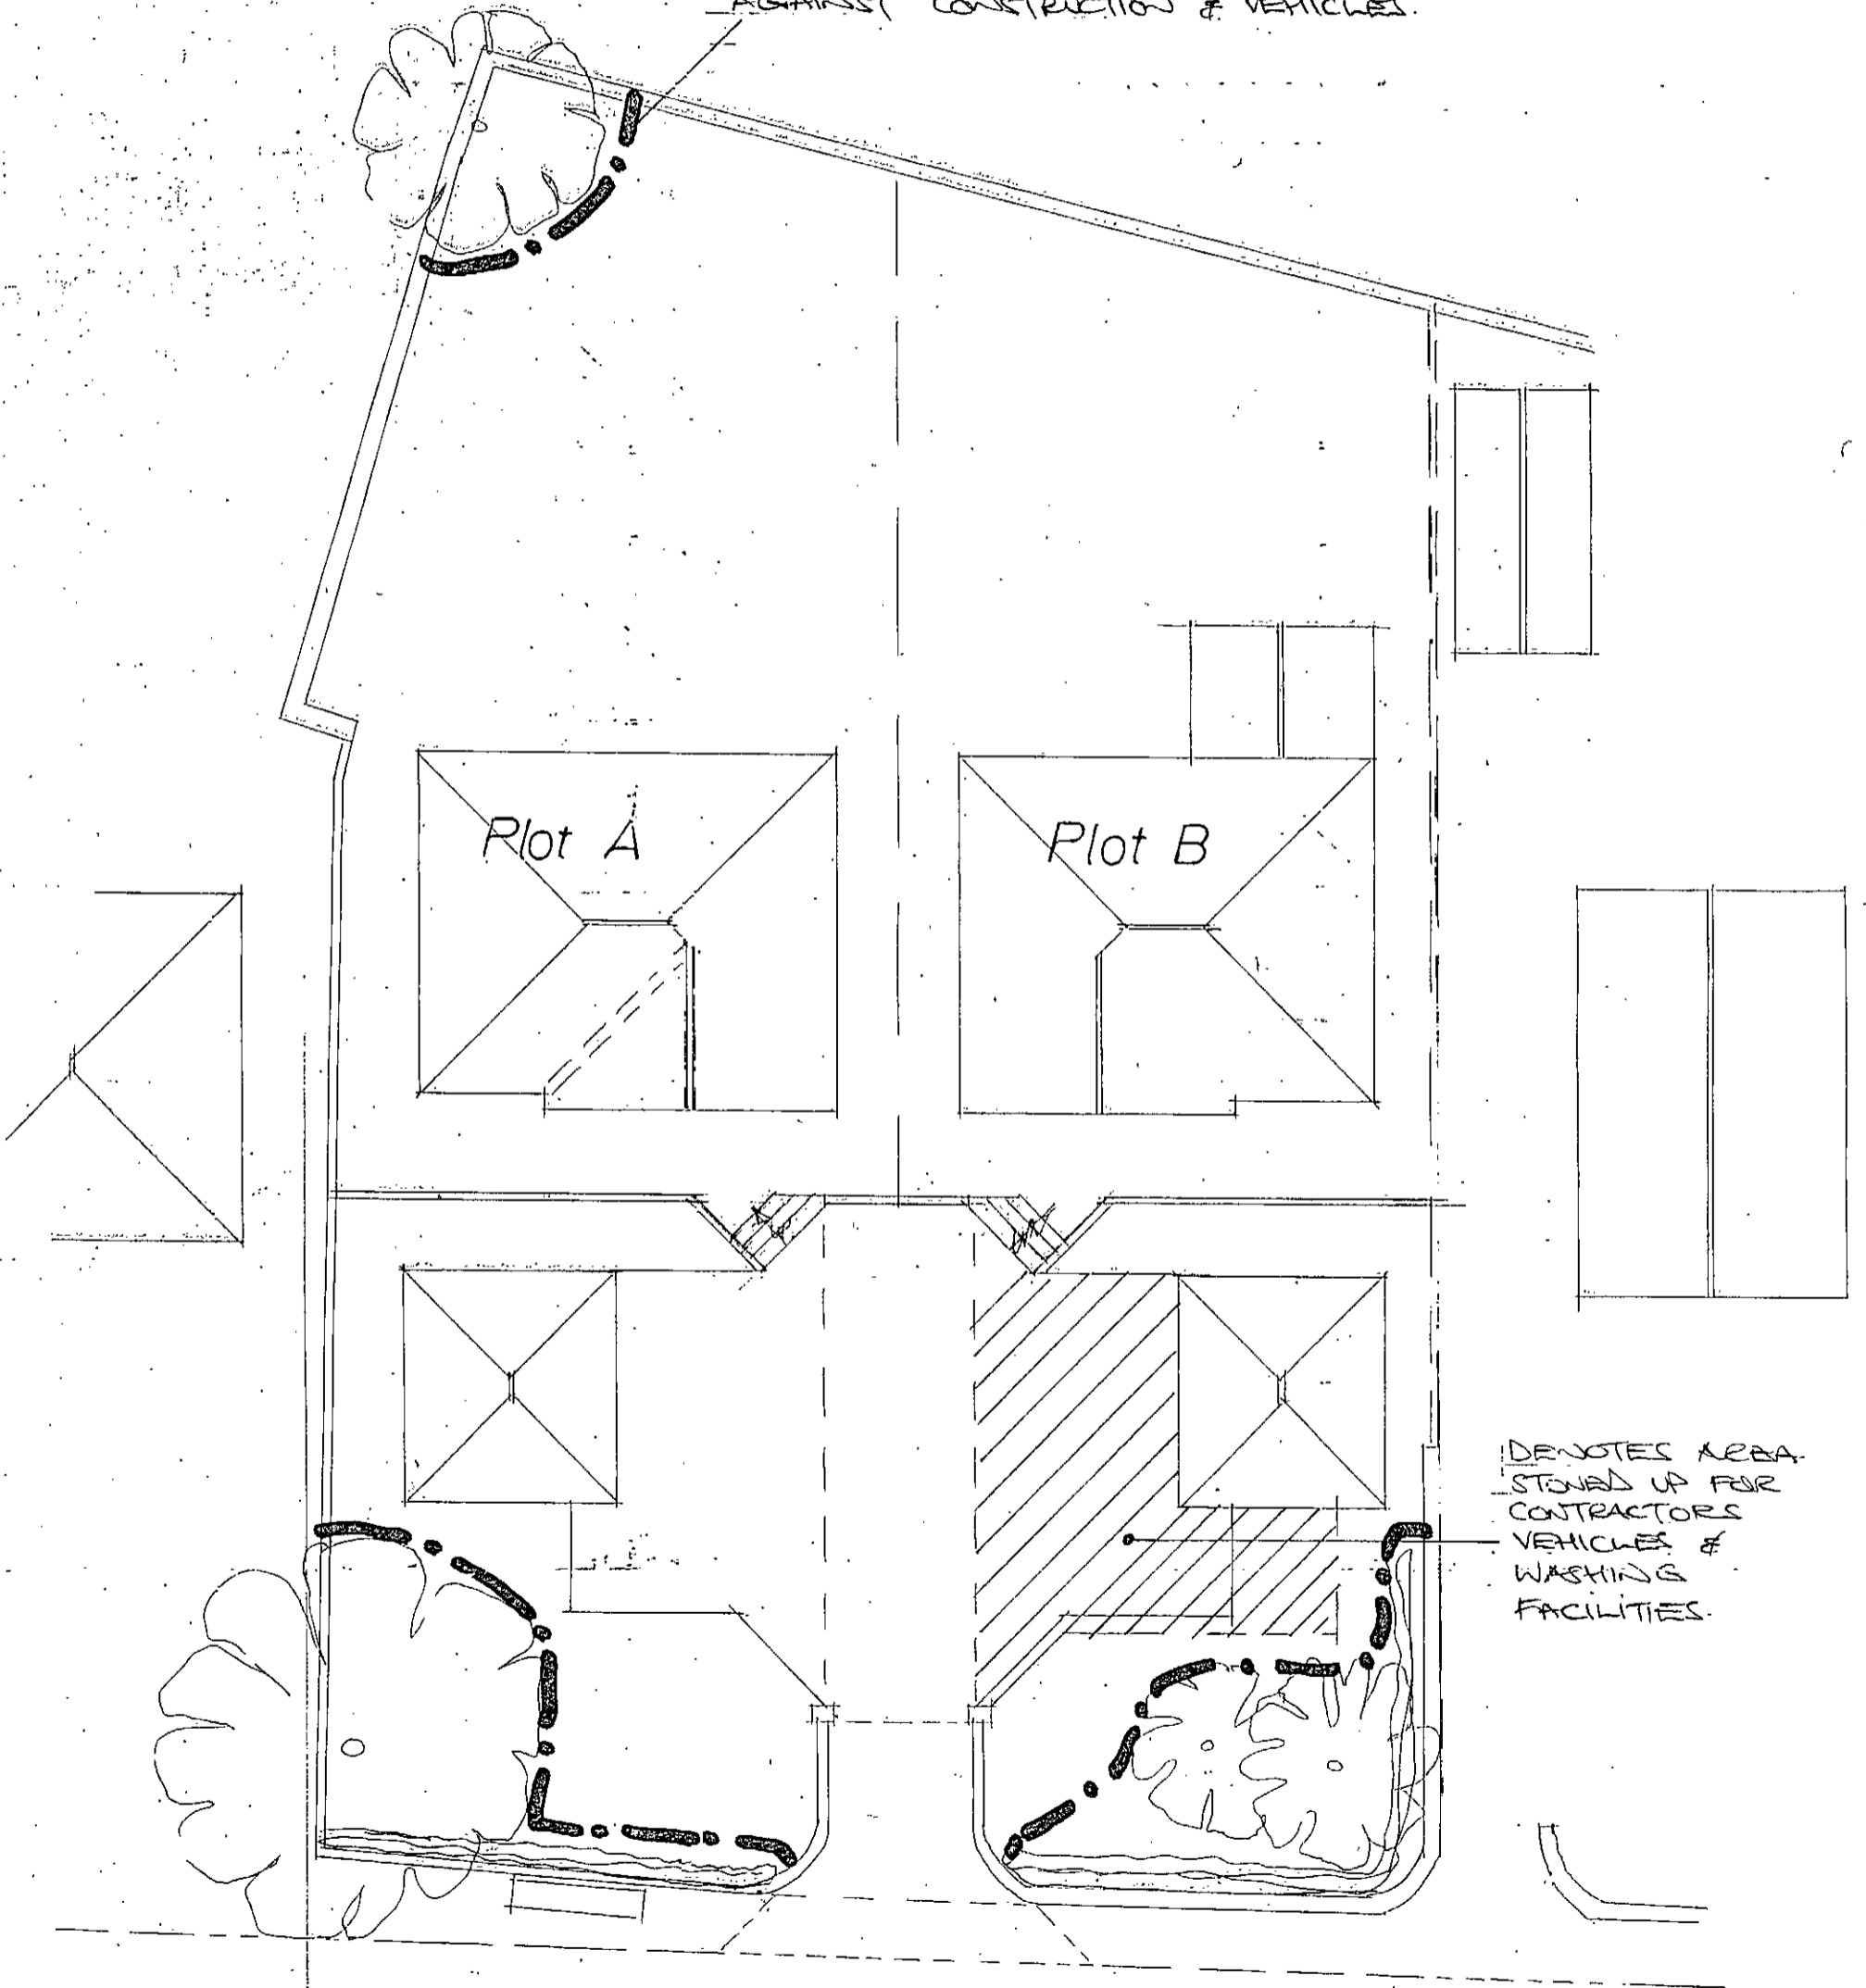 AGAINST CONSTRUCTION & VEHICLES.
Plot A
Plot B
DENOTES AREA
STONED UP FOR
CONTRACTORS
VEHICLES &
WASHING
FACILITIES.